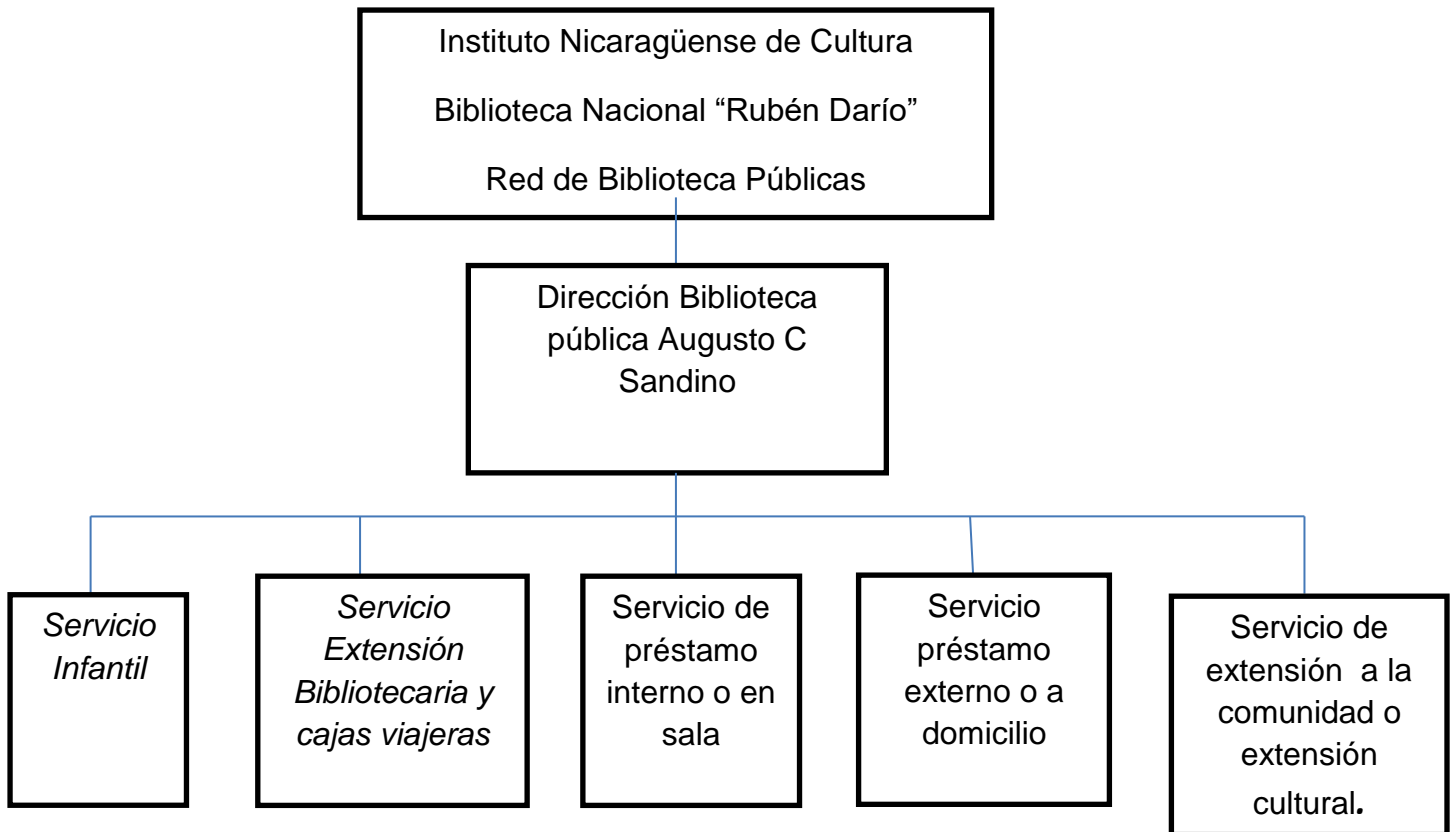 Instituto Nicaragüense de Cultura
Biblioteca Nacional “Rubén Darío”
Red de Biblioteca Públicas
Dirección Biblioteca
pública Augusto C
Sandino
Servicio
Infantil
Servicio
Extensión
Bibliotecaria y
cajas viajeras
Servicio de
préstamo
interno o en
sala
Servicio
préstamo
externo o a
domicilio
Servicio de
extensión a la
comunidad o
extensión
cultural.